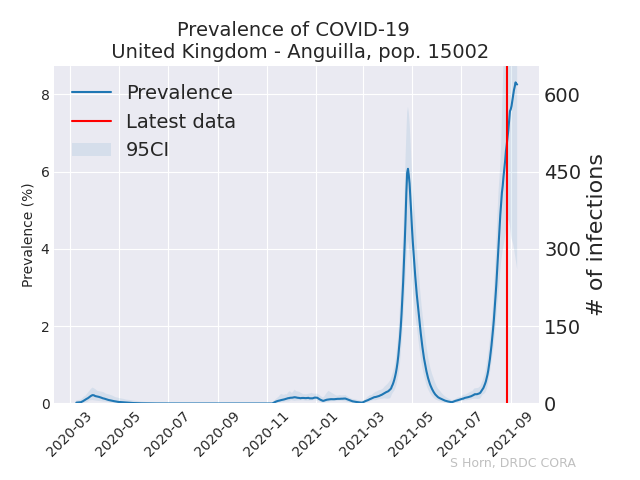 Prevalence of COVID-19
United Kingdom - Anguilla, pop. 15002
Prevalence
Latest data
95CI
Prevalence (%)
8
6
4
2
0
600
450
300
150
0
# of infections
2020-03
2020-05
2020-07
2020-09
2020-11
2021-01
2021-03
2021-05
2021-07
2021-09
S Horn, DRDC CORA